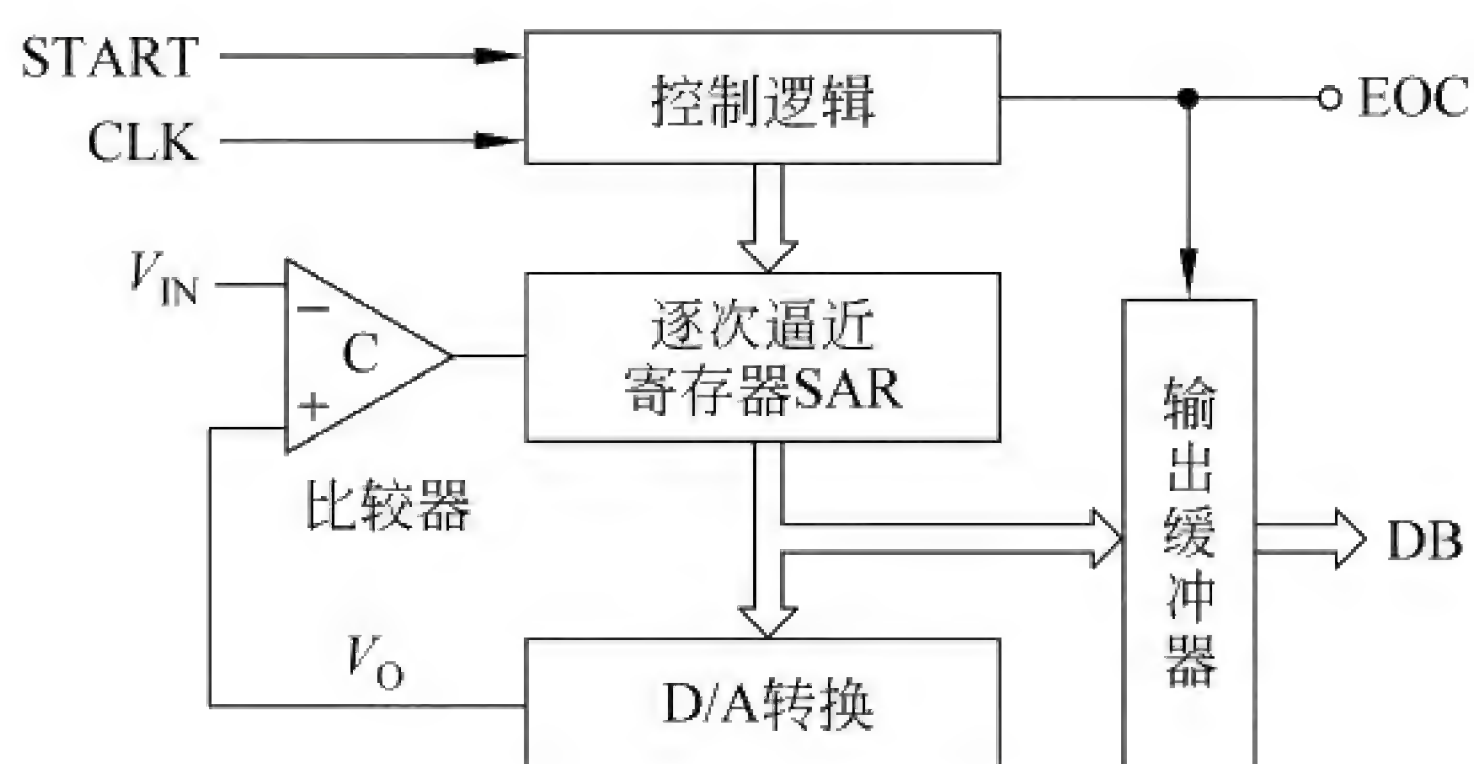 START
控制逻辑
EOC
CLK
V_IN
−
C
+
逐次逼近
寄存器SAR
比较器
输出缓冲器
DB
V_O
D/A转换